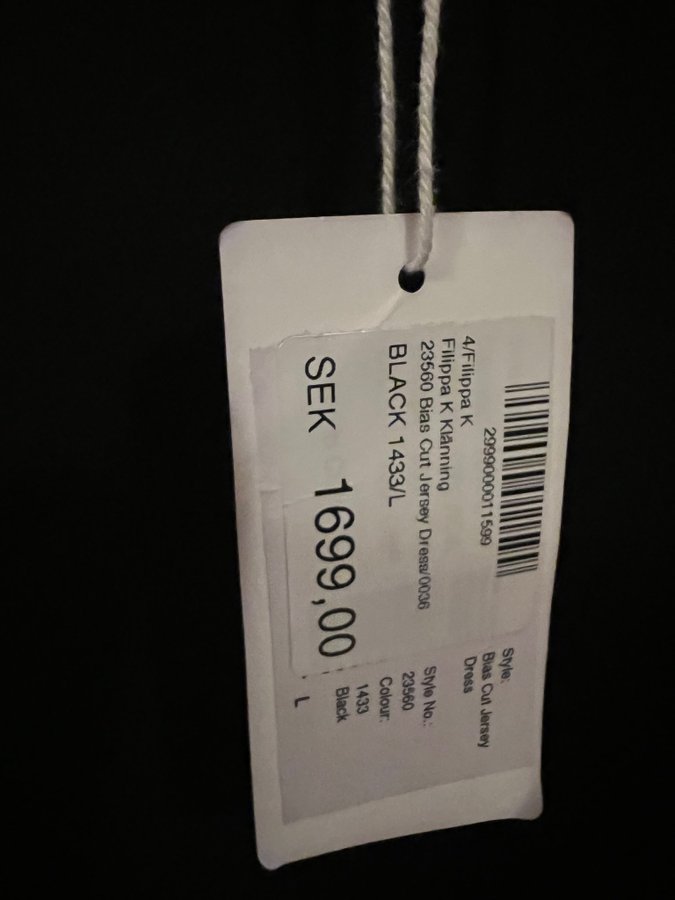 2999000011599
4/Filippa K
Filippa K Klänning
23560 Bias Cut Jersey Dress/0036
BLACK 1433/L
SEK 1699,00
Style:
Bias Cut Jersey
Dress
Style No.:
23560
Colour:
1433
Black
L